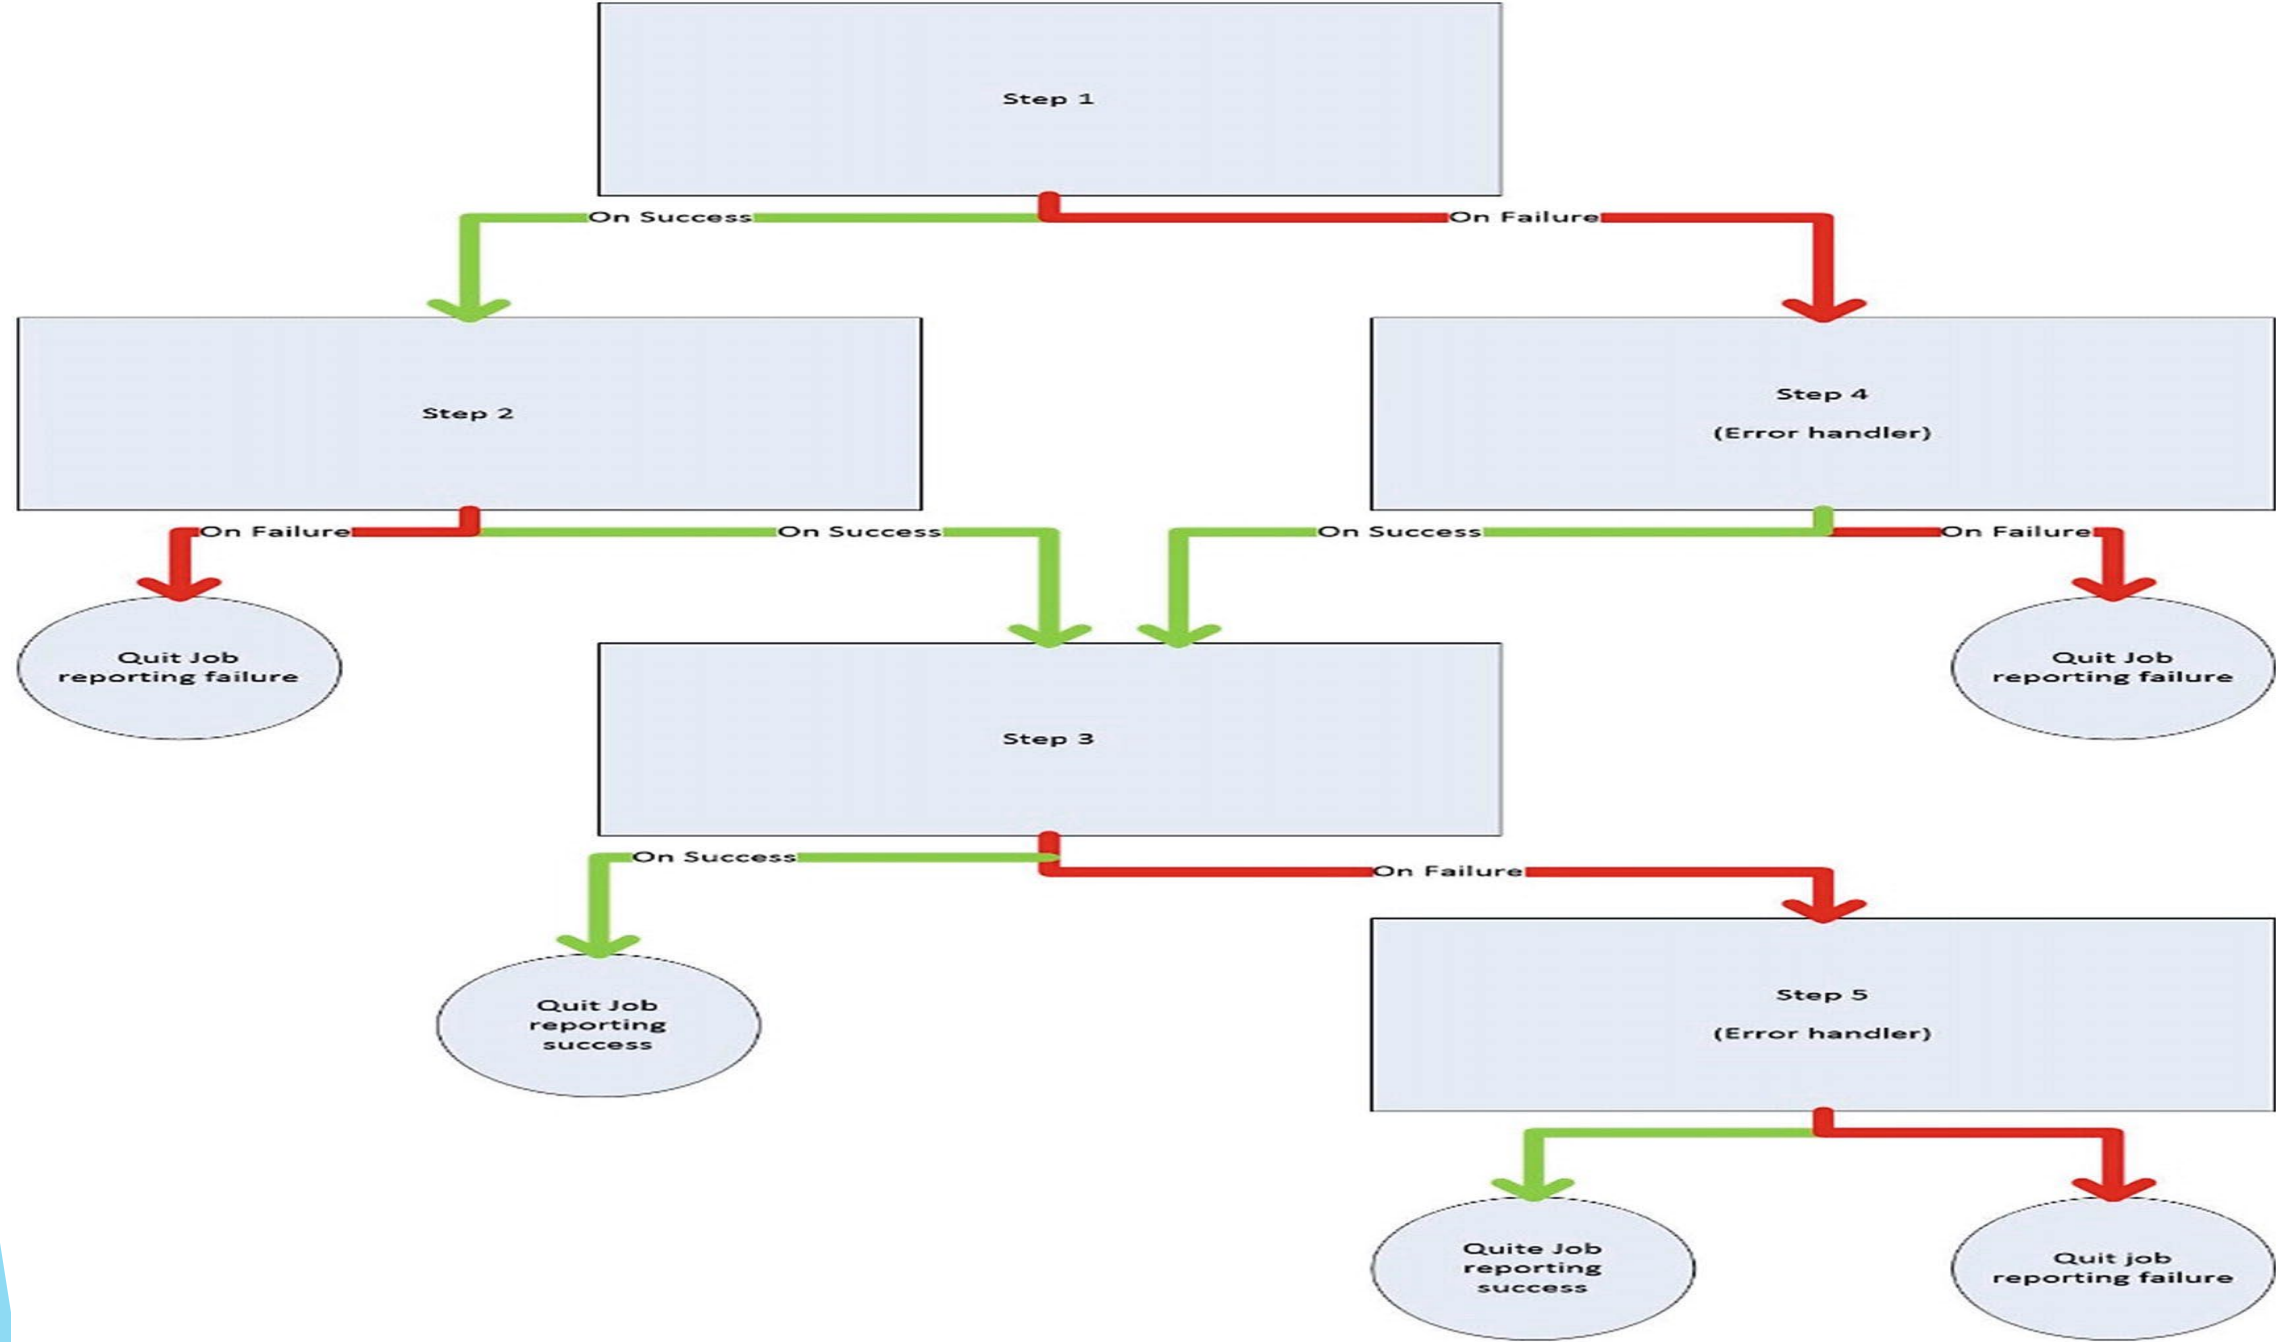 Step 1
On Success
On Failure
Step 2
Step 4
(Error handler)
On Failure
On Success
On Success
On Failure
Quit Job
reporting failure
Quit Job
reporting failure
Step 3
On Success
On Failure
Step 5
(Error handler)
Quit Job
reporting
success
Quite Job
reporting
success
Quit job
reporting failure